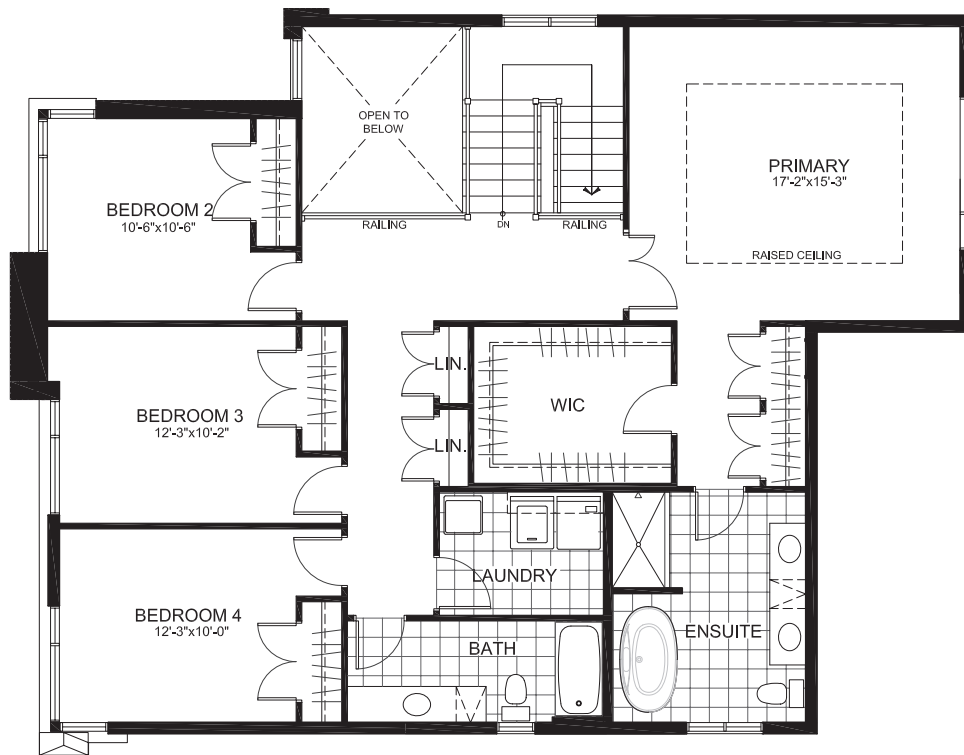 OPEN TO
BELOW
PRIMARY
17'-2"x15'-3"
RAISED CEILING
BEDROOM 2
10'-6"x10'-6"
RAILING
DN
RAILING
LIN.
WIC
BEDROOM 3
12'-3"x10'-2"
LIN.
LAUNDRY
BEDROOM 4
12'-3"x10'-0"
BATH
ENSUITE